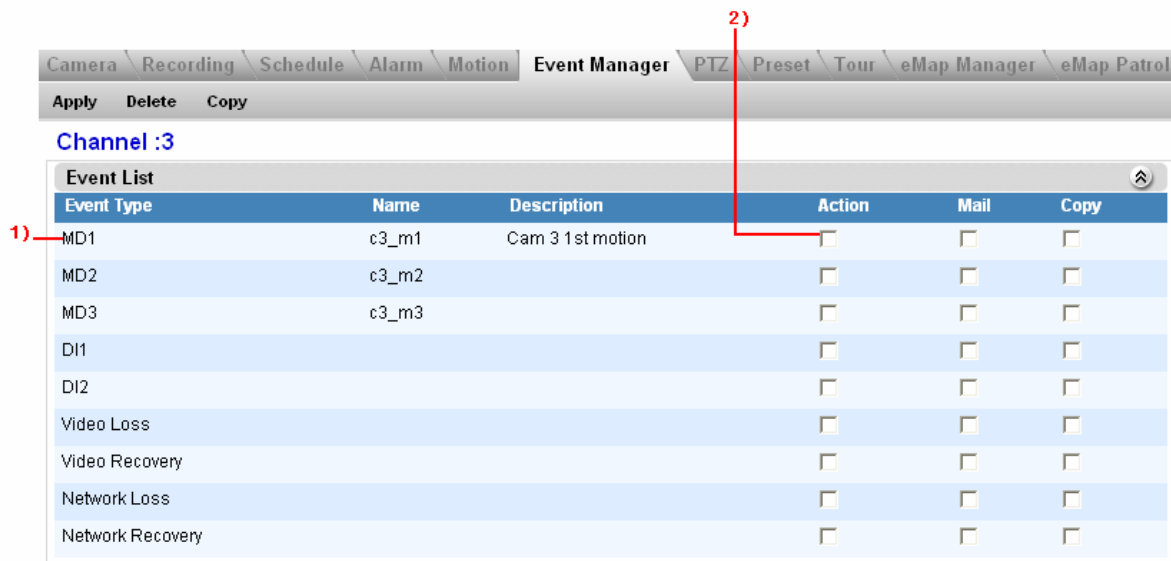 2)
Camera Recording Schedule Alarm Motion Event Manager PTZ Preset Tour eMap Manager eMap Patrol
Apply Delete Copy
Channel :3
Event List
Event Type Name Description Action Mail Copy
1) MD1 c3_m1 Cam 3 1st motion
MD2 c3_m2
MD3 c3_m3
DI1
DI2
Video Loss
Video Recovery
Network Loss
Network Recovery